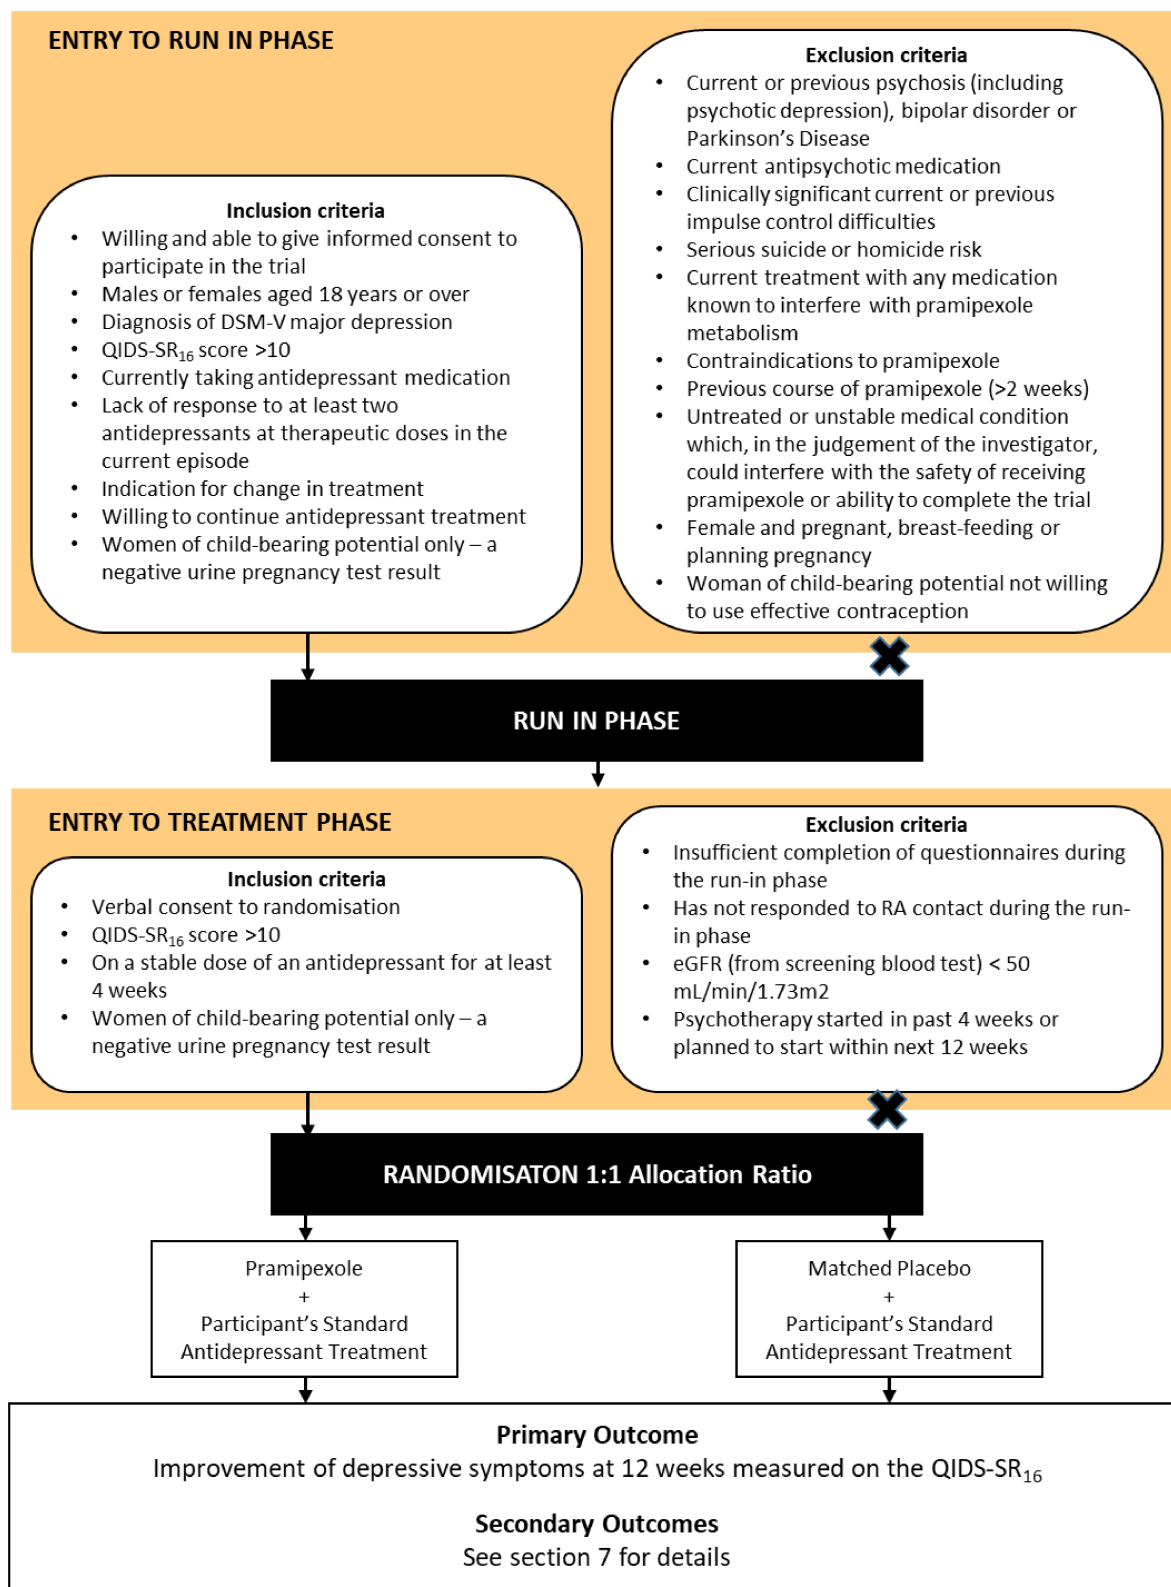 ENTRY TO RUN IN PHASE
Inclusion criteria
• Willing and able to give informed consent to
participate in the trial
• Males or females aged 18 years or over
• Diagnosis of DSM-V major depression
• QIDS-SR16 score >10
• Currently taking antidepressant medication
• Lack of response to at least two
antidepressants at therapeutic doses in the
current episode
• Indication for change in treatment
• Willing to continue antidepressant treatment
• Women of child-bearing potential only – a
negative urine pregnancy test result
Exclusion criteria
• Current or previous psychosis (including
psychotic depression), bipolar disorder or
Parkinson's Disease
• Current antipsychotic medication
• Clinically significant current or previous
impulse control difficulties
• Serious suicide or homicide risk
• Current treatment with any medication
known to interfere with pramipexole
metabolism
• Contraindications to pramipexole
• Previous course of pramipexole (>2 weeks)
• Untreated or unstable medical condition
which, in the judgement of the investigator,
could interfere with the safety of receiving
pramipexole or ability to complete the trial
• Female and pregnant, breast-feeding or
planning pregnancy
• Woman of child-bearing potential not willing
to use effective contraception
RUN IN PHASE
ENTRY TO TREATMENT PHASE
Inclusion criteria
• Verbal consent to randomisation
• QIDS-SR16 score >10
• On a stable dose of an antidepressant for at least
4 weeks
• Women of child-bearing potential only – a
negative urine pregnancy test result
Exclusion criteria
• Insufficient completion of questionnaires during
the run-in phase
• Has not responded to RA contact during the run-
in phase
• eGFR (from screening blood test) < 50
mL/min/1.73m2
• Psychotherapy started in past 4 weeks or
planned to start within next 12 weeks
RANDOMISATON 1:1 Allocation Ratio
Pramipexole
+
Participant's Standard
Antidepressant Treatment
Matched Placebo
+
Participant's Standard
Antidepressant Treatment
Primary Outcome
Improvement of depressive symptoms at 12 weeks measured on the QIDS-SR16
Secondary Outcomes
See section 7 for details